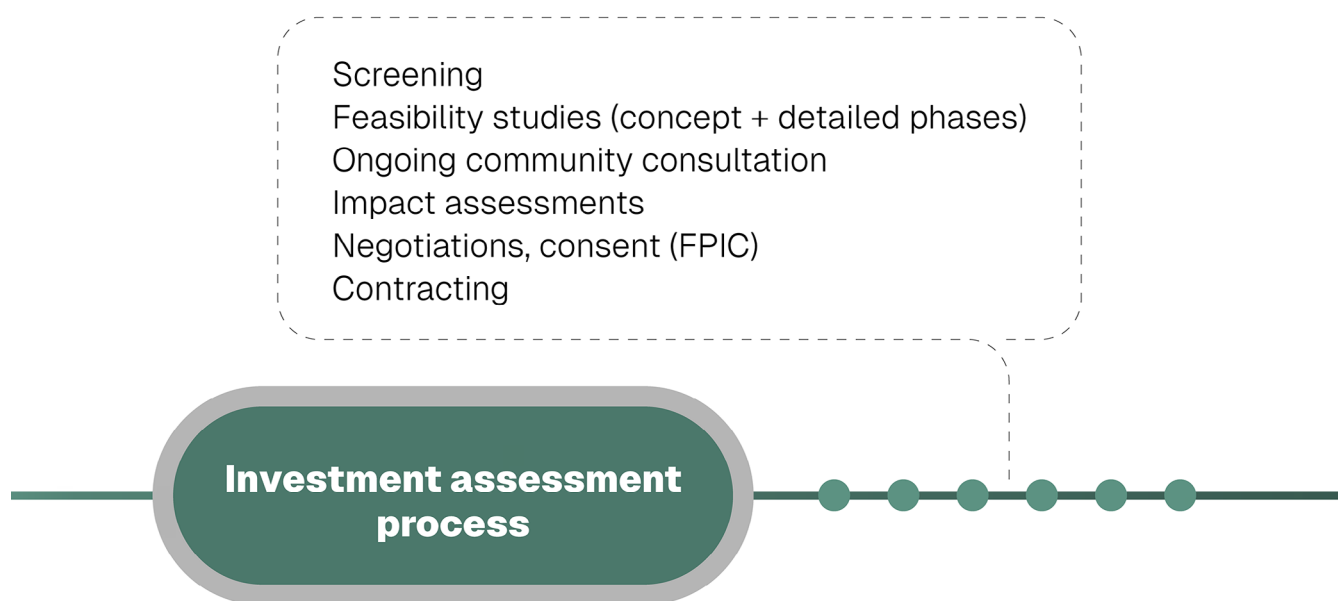 Screening
Feasibility studies (concept + detailed phases)
Ongoing community consultation
Impact assessments
Negotiations, consent (FPIC)
Contracting
Investment assessment
process